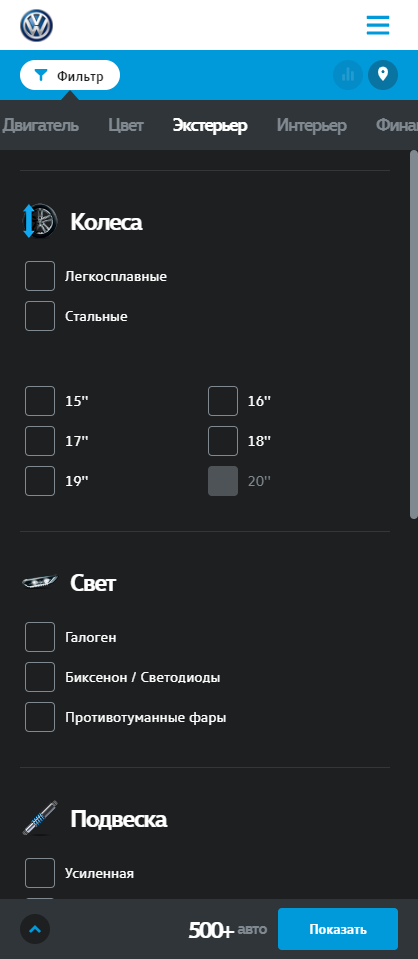 Фильтр
Двигатель Цвет Экстерьер Интерьер Фина
Колеса
Легкосплавные
Стальные
15" 16"
17" 18"
19" 20"
Свет
Галоген
Биксенон / Светодиоды
Противотуманные фары
Подвеска
Усиленная
500+ авто Показать